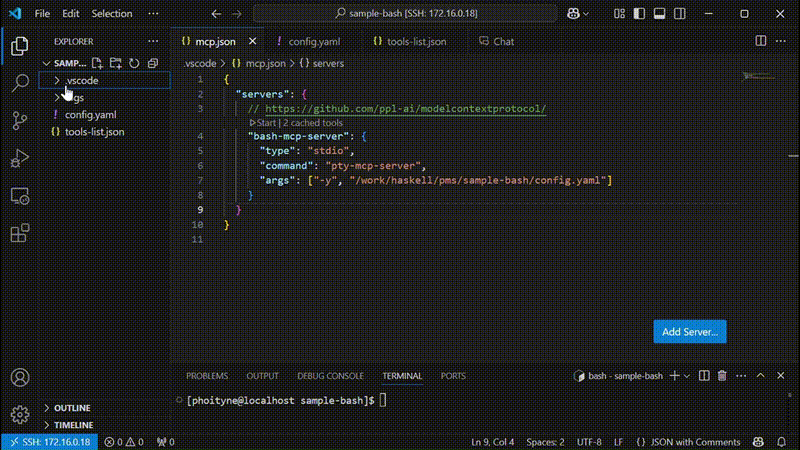 File Edit Selection ··· sample-bash [SSH: 172.16.0.18]
EXPLORER ···
mcp.json config.yaml tools-list.json Chat
SAMP...
.vscode > mcp.json > servers
.vscode
gs
config.yaml
tools-list.json
1 {
2 "servers": {
3 // https://github.com/ppl-ai/modelcontextprotocol/
Start | 2 cached tools
4 "bash-mcp-server": {
5 "type": "stdio",
6 "command": "pty-mcp-server",
7 "args": ["-y", "/work/haskell/pms/sample-bash/config.yaml"]
8 }
9 }
10 }
11
Add Server...
PROBLEMS OUTPUT DEBUG CONSOLE TERMINAL PORTS
bash - sample-bash
[phoityne@localhost sample-bash]$
OUTLINE
TIMELINE
SSH: 172.16.0.18 0 0 0 Ln 9, Col 4 Spaces: 2 UTF-8 LF {} JSON with Comments